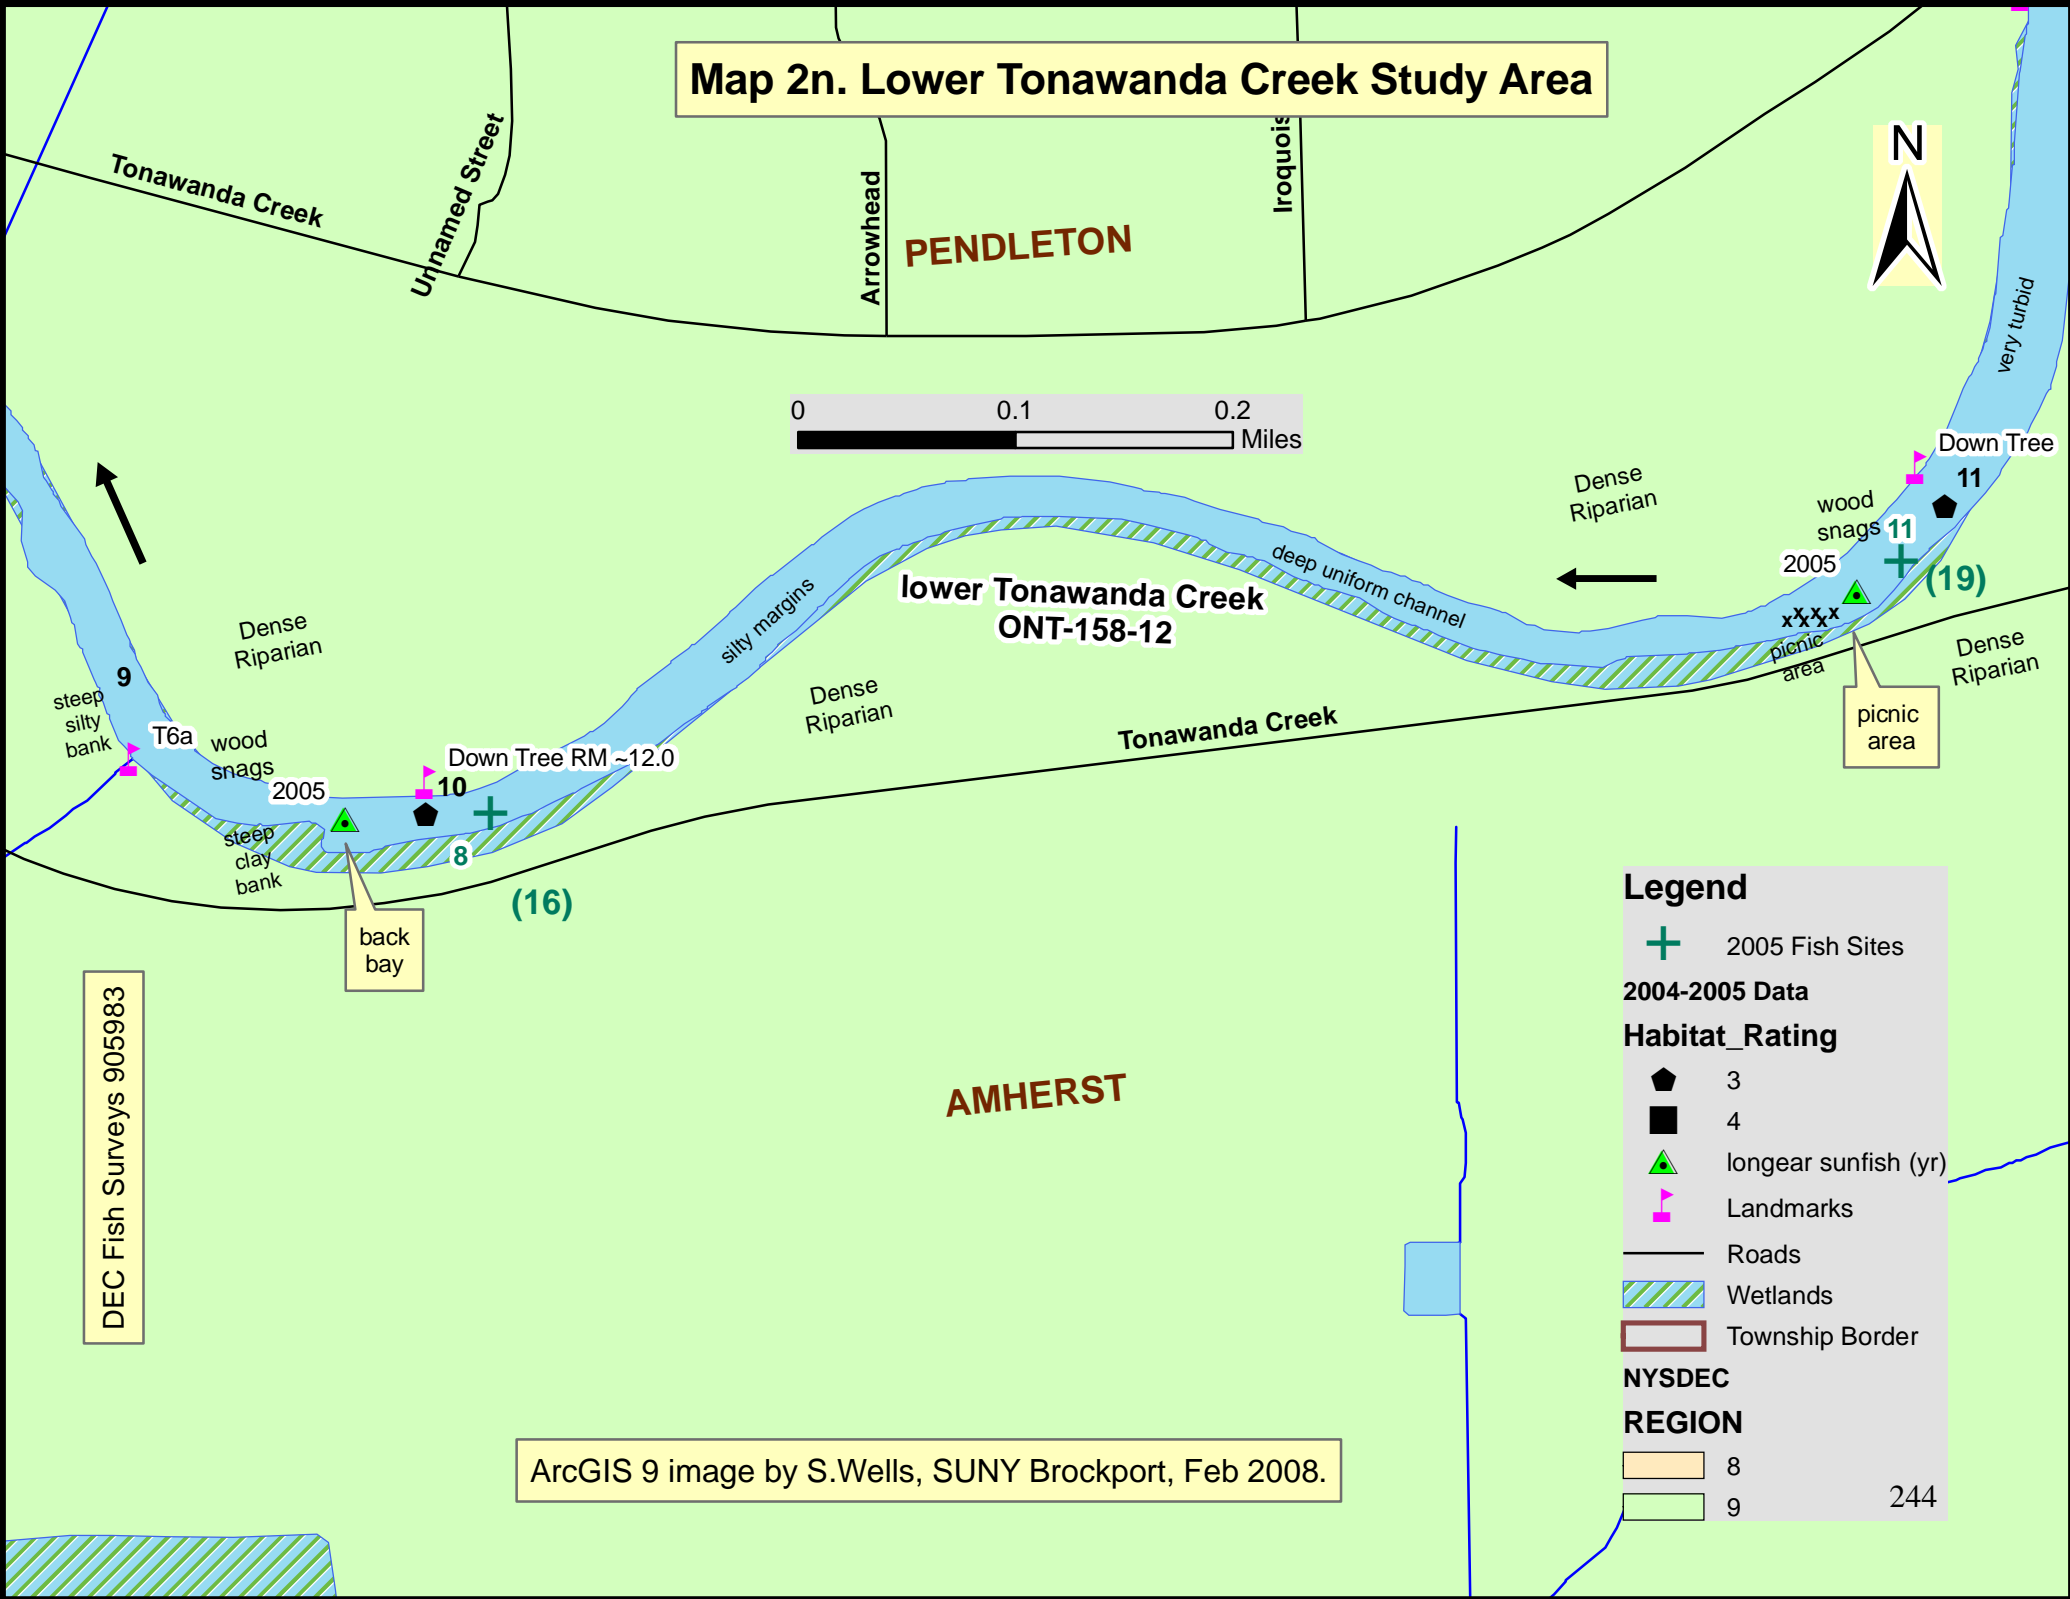 Map 2n. Lower Tonawanda Creek Study Area
Tonawanda Creek
Unnamed Street
Arrowhead
Iroquois
PENDLETON
N
very turbid
0 0.1 0.2
Miles
Down Tree
11
Dense
Riparian
wood
snags
11
2005
(19)
xxxxxx
picnic
area
Dense
Riparian
picnic
area
deep uniform channel
lower Tonawanda Creek
ONT-158-12
silty margins
Dense
Riparian
Dense
Riparian
Tonawanda Creek
9
steep
silty
bank
T6a
wood
snags
2005
Down Tree RM ~12.0
10
8
steep
clay
bank
(16)
back
bay
DEC Fish Surveys 905983
AMHERST
ArcGIS 9 image by S.Wells, SUNY Brockport, Feb 2008.
Legend
2005 Fish Sites
2004-2005 Data
Habitat_Rating
3
4
longear sunfish (yr)
Landmarks
Roads
Wetlands
Township Border
NYSDEC
REGION
8
9
244